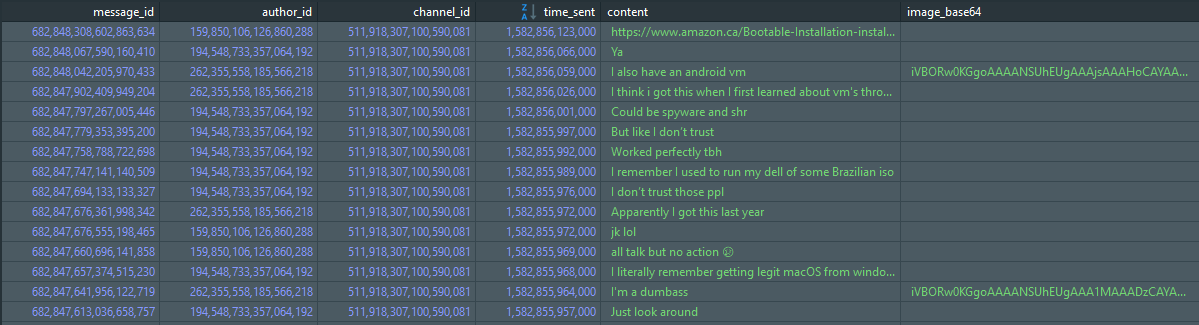 message_id author_id channel_id time_sent content image_base64
682,848,308,602,863,634 159,850,106,126,860,288 511,918,307,100,590,081 1,582,856,123,000 https://www.amazon.ca/Bootable-Installation-instal...
682,848,067,590,160,410 194,548,733,357,064,192 511,918,307,100,590,081 1,582,856,066,000 Ya
682,848,042,205,970,433 262,355,558,185,566,218 511,918,307,100,590,081 1,582,856,059,000 I also have an android vm iVBORw0KGgoAAAANSUhEUgAAAjsAAAHoCAYAA...
682,847,902,409,949,204 262,355,558,185,566,218 511,918,307,100,590,081 1,582,856,026,000 I think i got this when I first learned about vm's thro...
682,847,797,267,005,446 194,548,733,357,064,192 511,918,307,100,590,081 1,582,856,001,000 Could be spyware and shr
682,847,779,353,395,200 194,548,733,357,064,192 511,918,307,100,590,081 1,582,855,997,000 But like I don't trust
682,847,758,788,722,698 194,548,733,357,064,192 511,918,307,100,590,081 1,582,855,992,000 Worked perfectly tbh
682,847,747,141,140,509 194,548,733,357,064,192 511,918,307,100,590,081 1,582,855,989,000 I remember I used to run my dell of some Brazilian iso
682,847,694,133,133,327 194,548,733,357,064,192 511,918,307,100,590,081 1,582,855,976,000 I don't trust those ppl
682,847,676,361,998,342 262,355,558,185,566,218 511,918,307,100,590,081 1,582,855,972,000 Apparently I got this last year
682,847,676,555,198,465 159,850,106,126,860,288 511,918,307,100,590,081 1,582,855,972,000 jk lol
682,847,660,696,141,858 159,850,106,126,860,288 511,918,307,100,590,081 1,582,855,969,000 all talk but no action 😕
682,847,657,374,515,230 194,548,733,357,064,192 511,918,307,100,590,081 1,582,855,968,000 I literally remember getting legit macOS from windo...
682,847,641,956,122,719 262,355,558,185,566,218 511,918,307,100,590,081 1,582,855,964,000 I'm a dumbass iVBORw0KGgoAAAANSUhEUgAAA1MAAADzCAYA...
682,847,613,036,658,757 194,548,733,357,064,192 511,918,307,100,590,081 1,582,855,957,000 Just look around